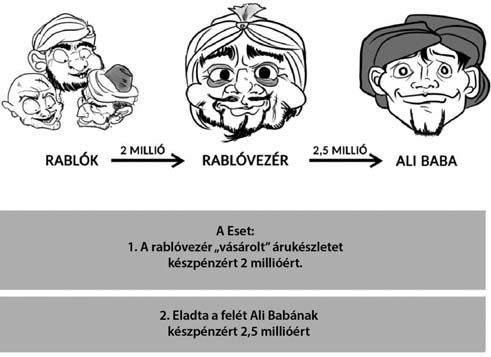 RABLÓK 2 MILLIÓ RABLÓVEZÉR 2,5 MILLIÓ ALI BABA
A Eset:
1. A rablóvezér „vásárolt” árukészletet
készpénzért 2 millióért.
2. Eladta a felét Ali Babának
készpénzért 2,5 millióért